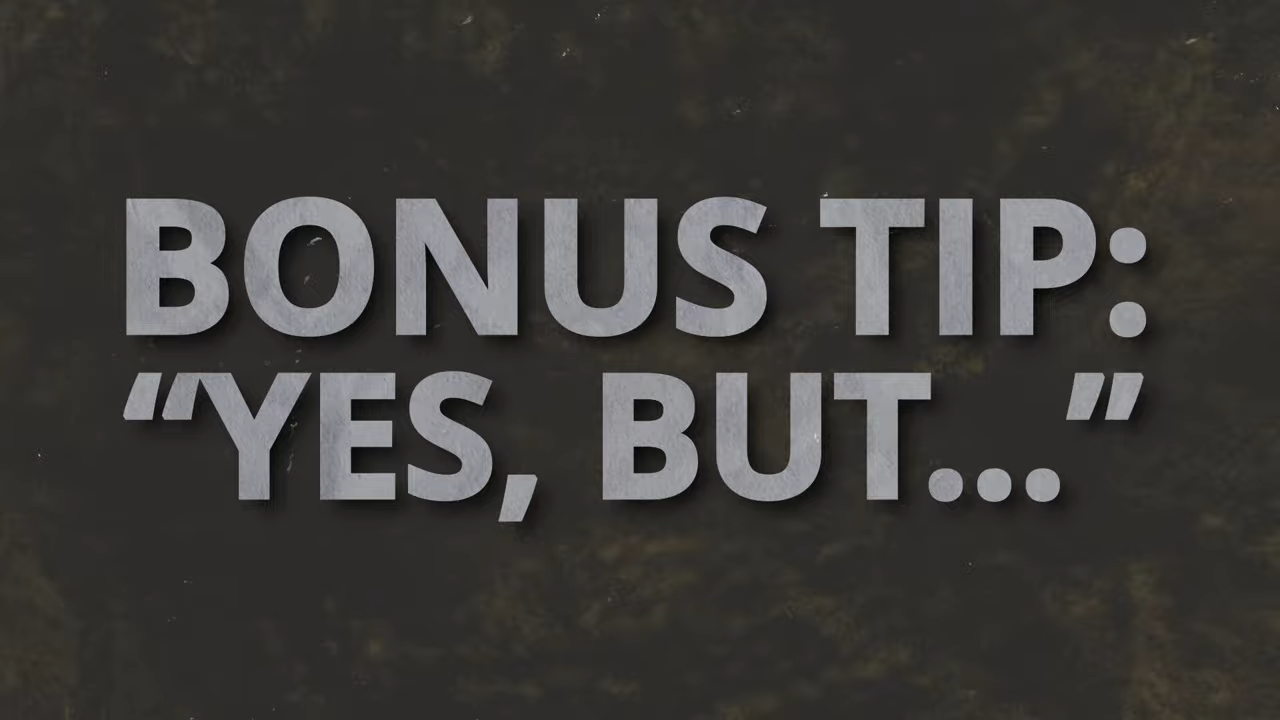 BONUS TIP:
“YES, BUT...”